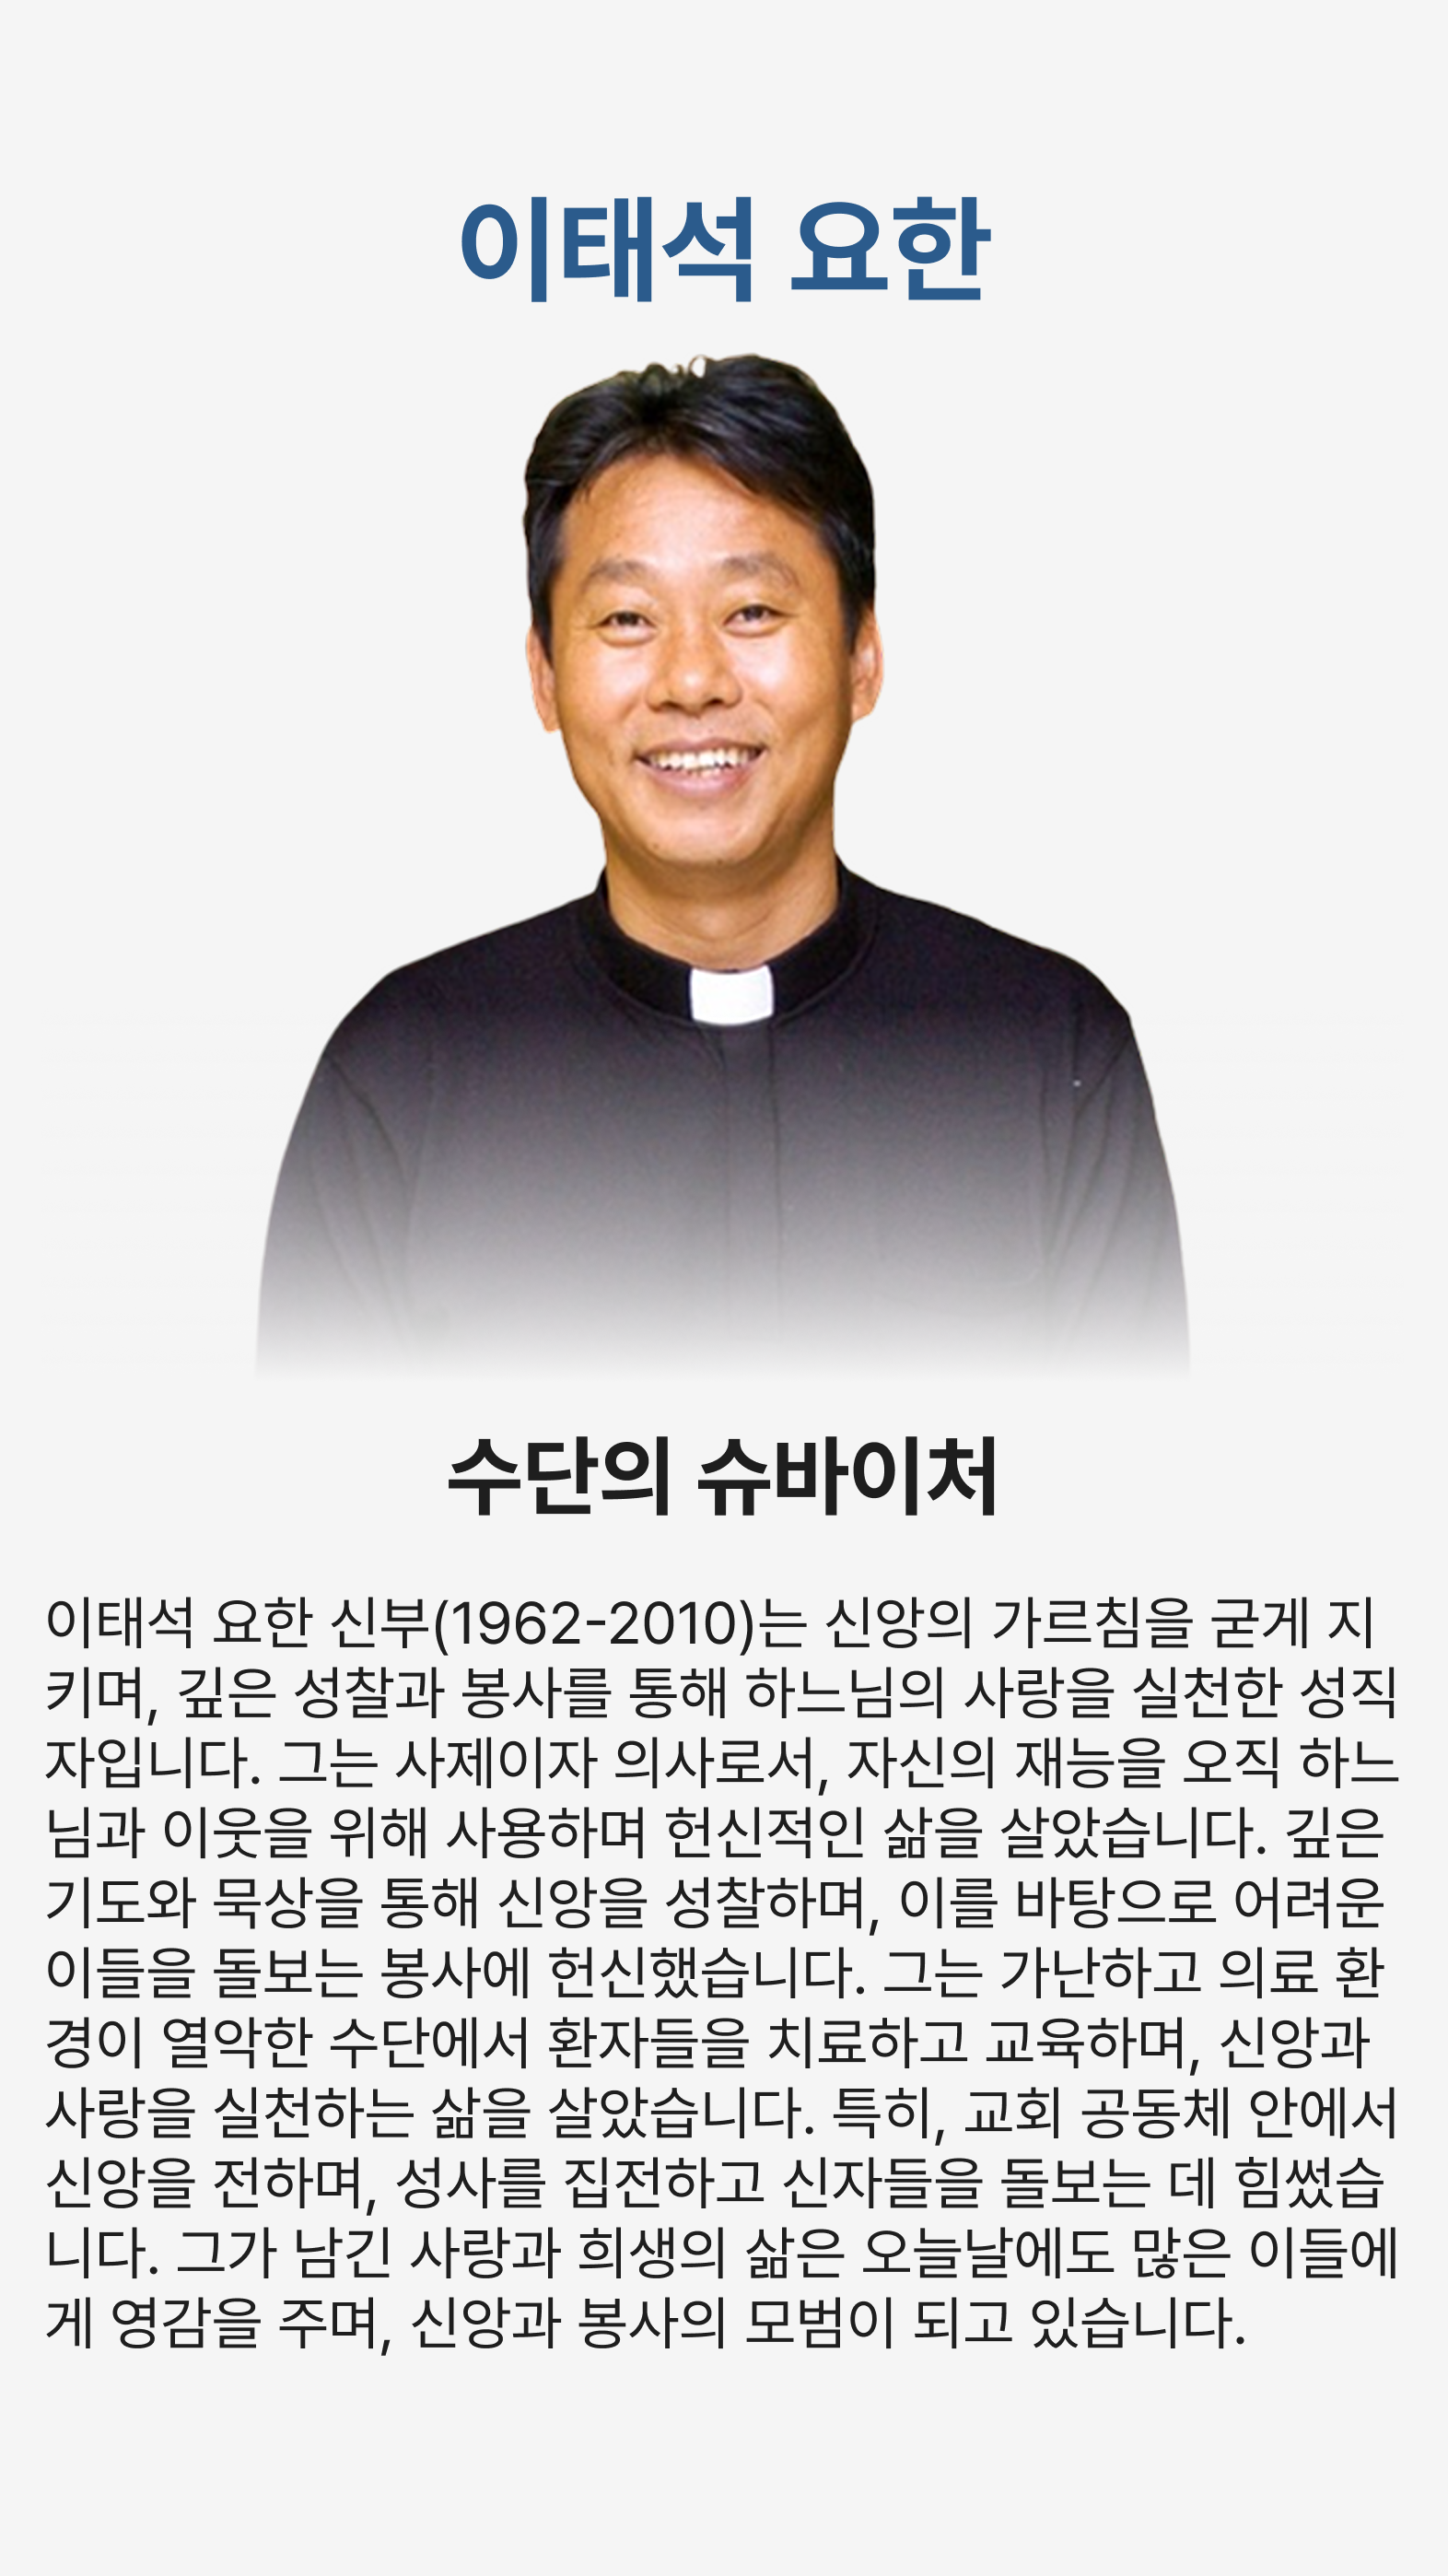 이태석 요한
수단의 슈바이처
이태석 요한 신부(1962-2010)는 신앙의 가르침을 굳게 지
키며, 깊은 성찰과 봉사를 통해 하느님의 사랑을 실천한 성직
자입니다. 그는 사제이자 의사로서, 자신의 재능을 오직 하느
님과 이웃을 위해 사용하며 헌신적인 삶을 살았습니다. 깊은
기도와 묵상을 통해 신앙을 성찰하며, 이를 바탕으로 어려운
이들을 돌보는 봉사에 헌신했습니다. 그는 가난하고 의료 환
경이 열악한 수단에서 환자들을 치료하고 교육하며, 신앙과
사랑을 실천하는 삶을 살았습니다. 특히, 교회 공동체 안에서
신앙을 전하며, 성사를 집전하고 신자들을 돌보는 데 힘썼습
니다. 그가 남긴 사랑과 희생의 삶은 오늘날에도 많은 이들에
게 영감을 주며, 신앙과 봉사의 모범이 되고 있습니다.